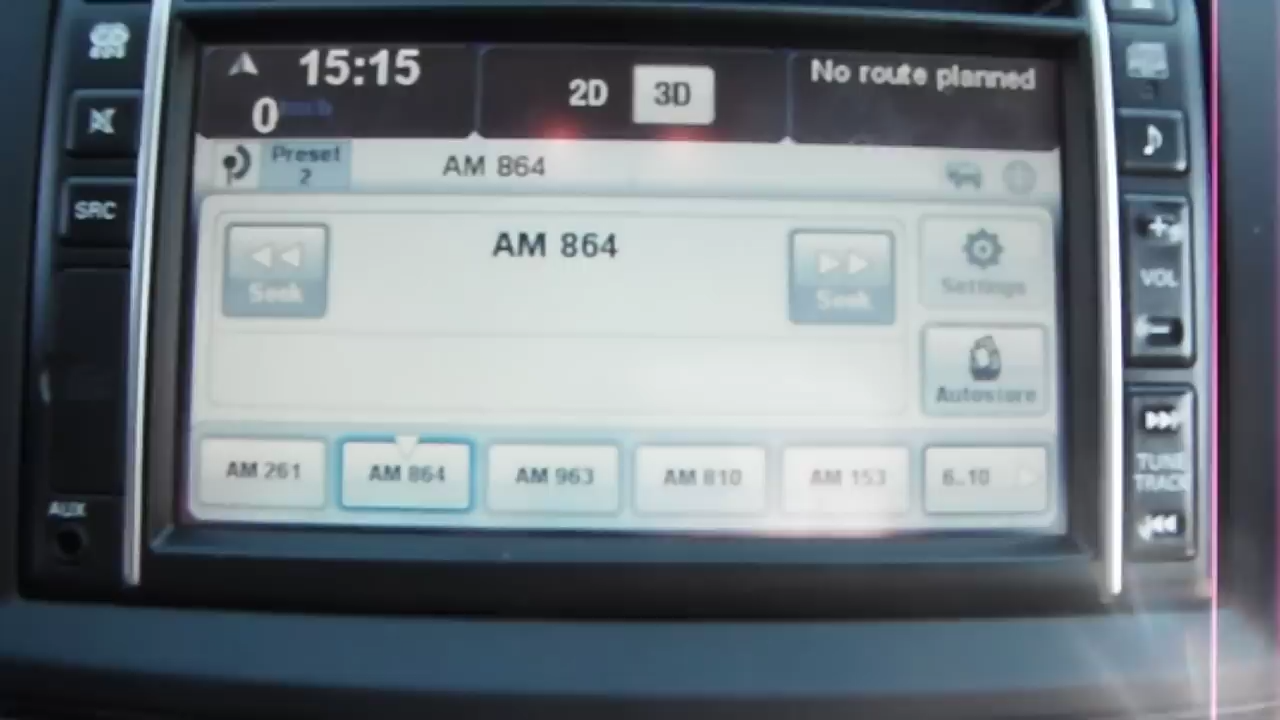 15:15
0
2D
3D
No route planned
Preset
2
AM 864
SRC
AM 864
Seek
Seek
Settings
Autostore
VOL
AM 261
AM 864
AM 963
AM 810
AM 153
6..10
TUNE
TRACK
AUX